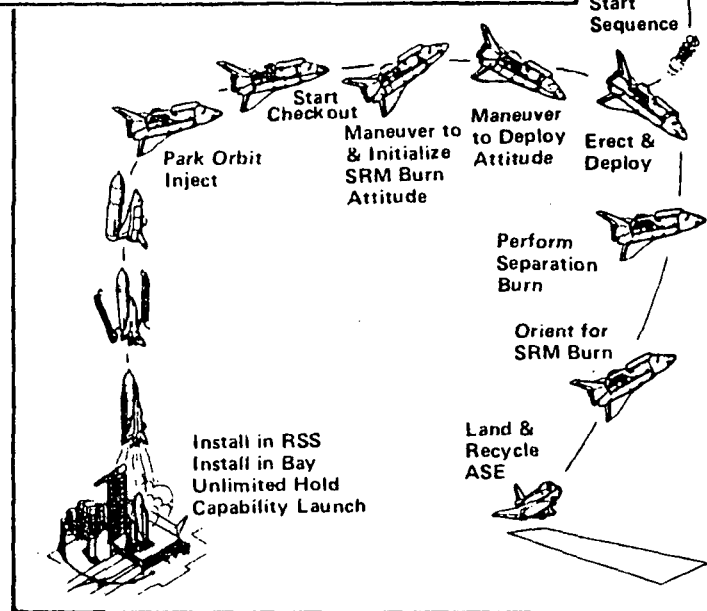 Start
Sequence
Start
Checkout
Maneuver to
& Initialize
SRM Burn
Attitude
Maneuver
to Deploy
Attitude
Erect &
Deploy
Park Orbit
Inject
Perform
Separation
Burn
Orient for
SRM Burn
Land &
Recycle
ASE
Install in RSS
Install in Bay
Unlimited Hold
Capability Launch